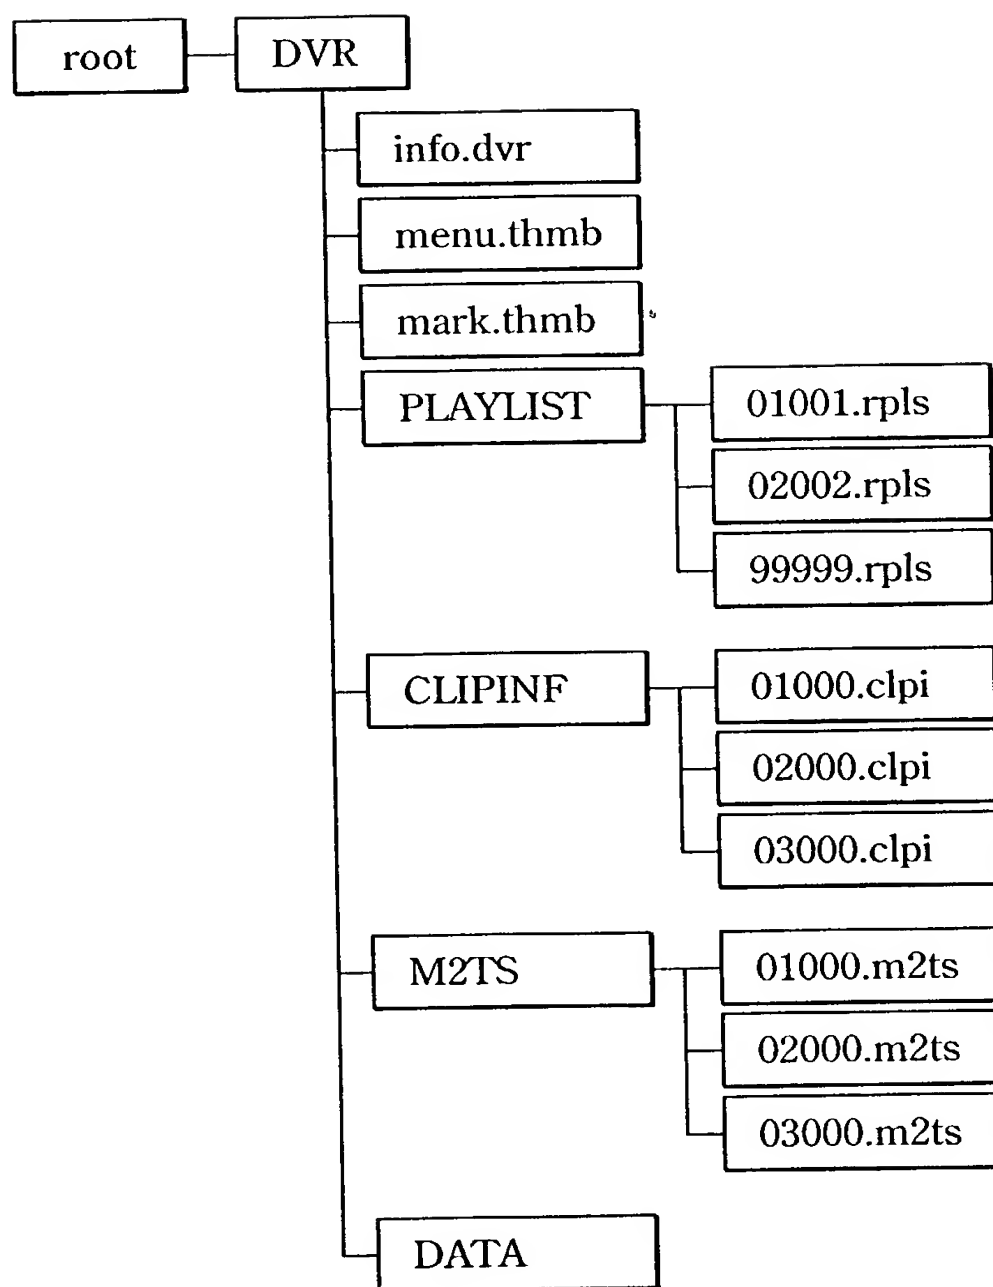 root
DVR
info.dvr
menu.thmb
mark.thmb
PLAYLIST
01001.rpls
02002.rpls
99999.rpls
CLIPINF
01000.clpi
02000.clpi
03000.clpi
M2TS
01000.m2ts
02000.m2ts
03000.m2ts
DATA